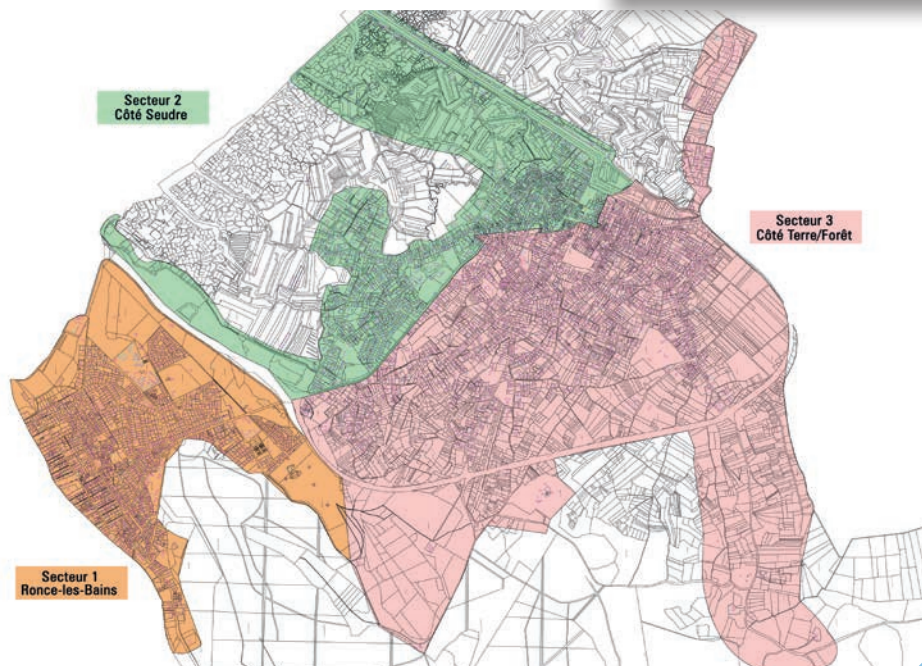 Secteur 2
Côté Seudre
Secteur 3
Côté Terre/Forêt
Secteur 1
Ronce-les-Bains